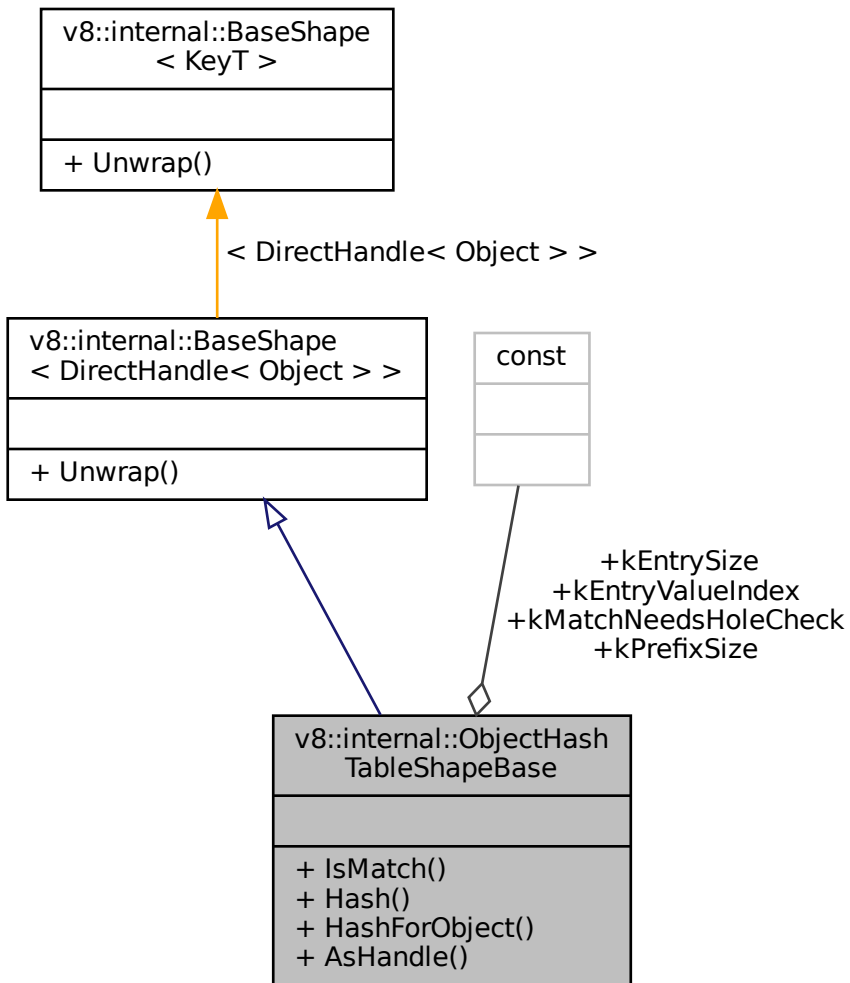 v8::internal::BaseShape
< KeyT >
+ Unwrap()
< DirectHandle< Object > >
v8::internal::BaseShape
< DirectHandle< Object > >
+ Unwrap()
const
+kEntrySize
+kEntryValueIndex
+kMatchNeedsHoleCheck
+kPrefixSize
v8::internal::ObjectHash
TableShapeBase
+ IsMatch()
+ Hash()
+ HashForObject()
+ AsHandle()